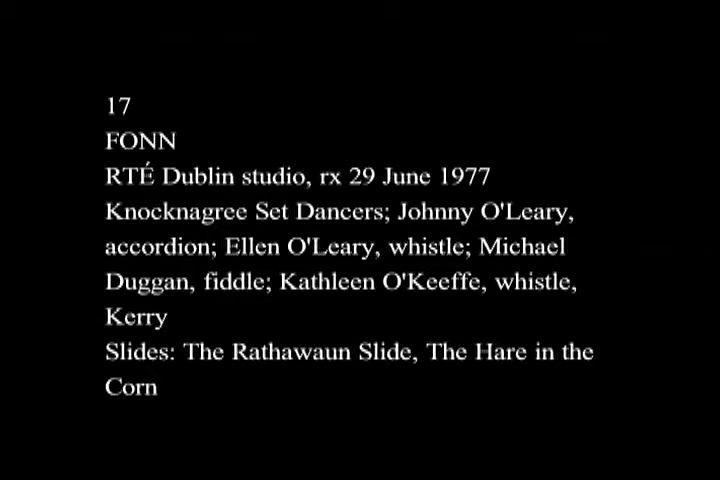 17
FONN
RTÉ Dublin studio, rx 29 June 1977
Knocknagree Set Dancers; Johnny O'Leary,
accordion; Ellen O'Leary, whistle; Michael
Duggan, fiddle; Kathleen O'Keeffe, whistle,
Kerry
Slides: The Rathawaun Slide, The Hare in the
Corn